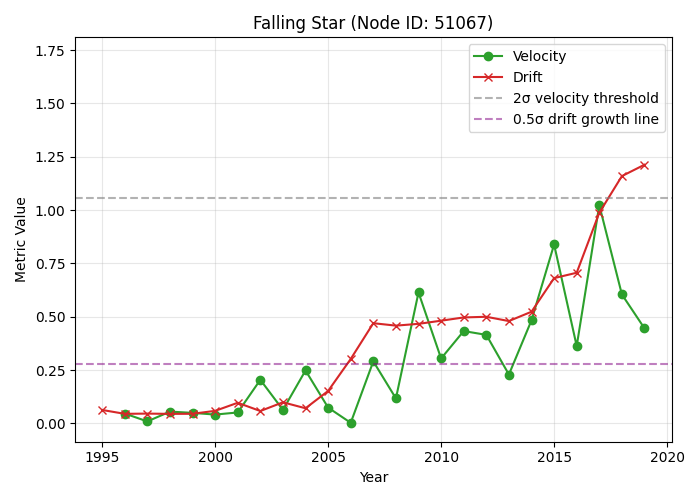 Falling Star (Node ID: 51067)
Velocity
Drift
2σ velocity threshold
0.5σ drift growth line
Metric Value
1.75
1.50
1.25
1.00
0.75
0.50
0.25
0.00
1995 2000 2005 2010 2015 2020
Year